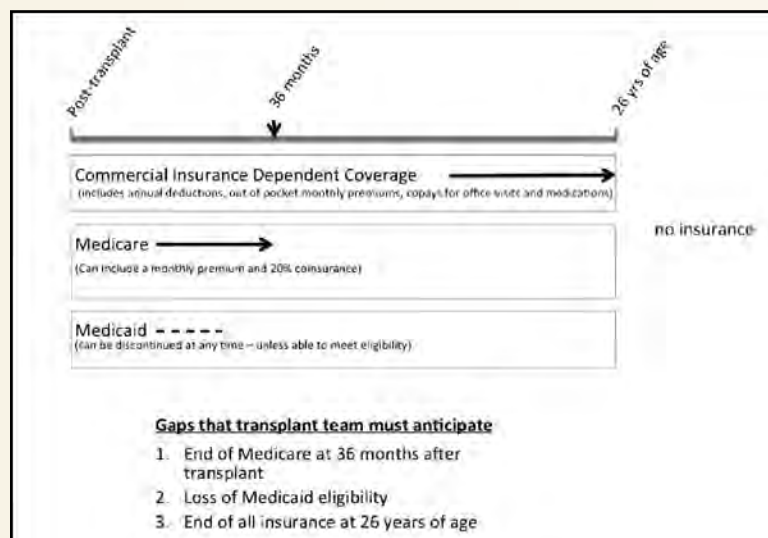 Post-transplant
36 months
26 yrs of age
Commercial Insurance Dependent Coverage
(includes annual deductions, out of pocket monthly premiums, copays for office visits and medications)
no insurance
Medicare
(Can include a monthly premium and 20% coinsurance)
Medicaid
(can be discontinued at any time – unless able to meet eligibility)
Gaps that transplant team must anticipate
1. End of Medicare at 36 months after
transplant
2. Loss of Medicaid eligibility
3. End of all insurance at 26 years of age